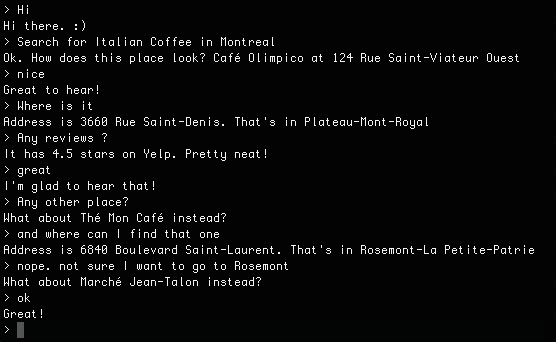 > Hi
Hi there. :)
> Search for Italian Coffee in Montreal
Ok. How does this place look? Café Olimpico at 124 Rue Saint-Viateur Ouest
> nice
Great to hear!
> Where is it
Address is 3660 Rue Saint-Denis. That's in Plateau-Mont-Royal
> Any reviews ?
It has 4.5 stars on Yelp. Pretty neat!
> great
I'm glad to hear that!
> Any other place?
What about Thé Mon Café instead?
> and where can I find that one
Address is 6840 Boulevard Saint-Laurent. That's in Rosemont-La Petite-Patrie
> nope. not sure I want to go to Rosemont
What about Marché Jean-Talon instead?
> ok
Great!
>